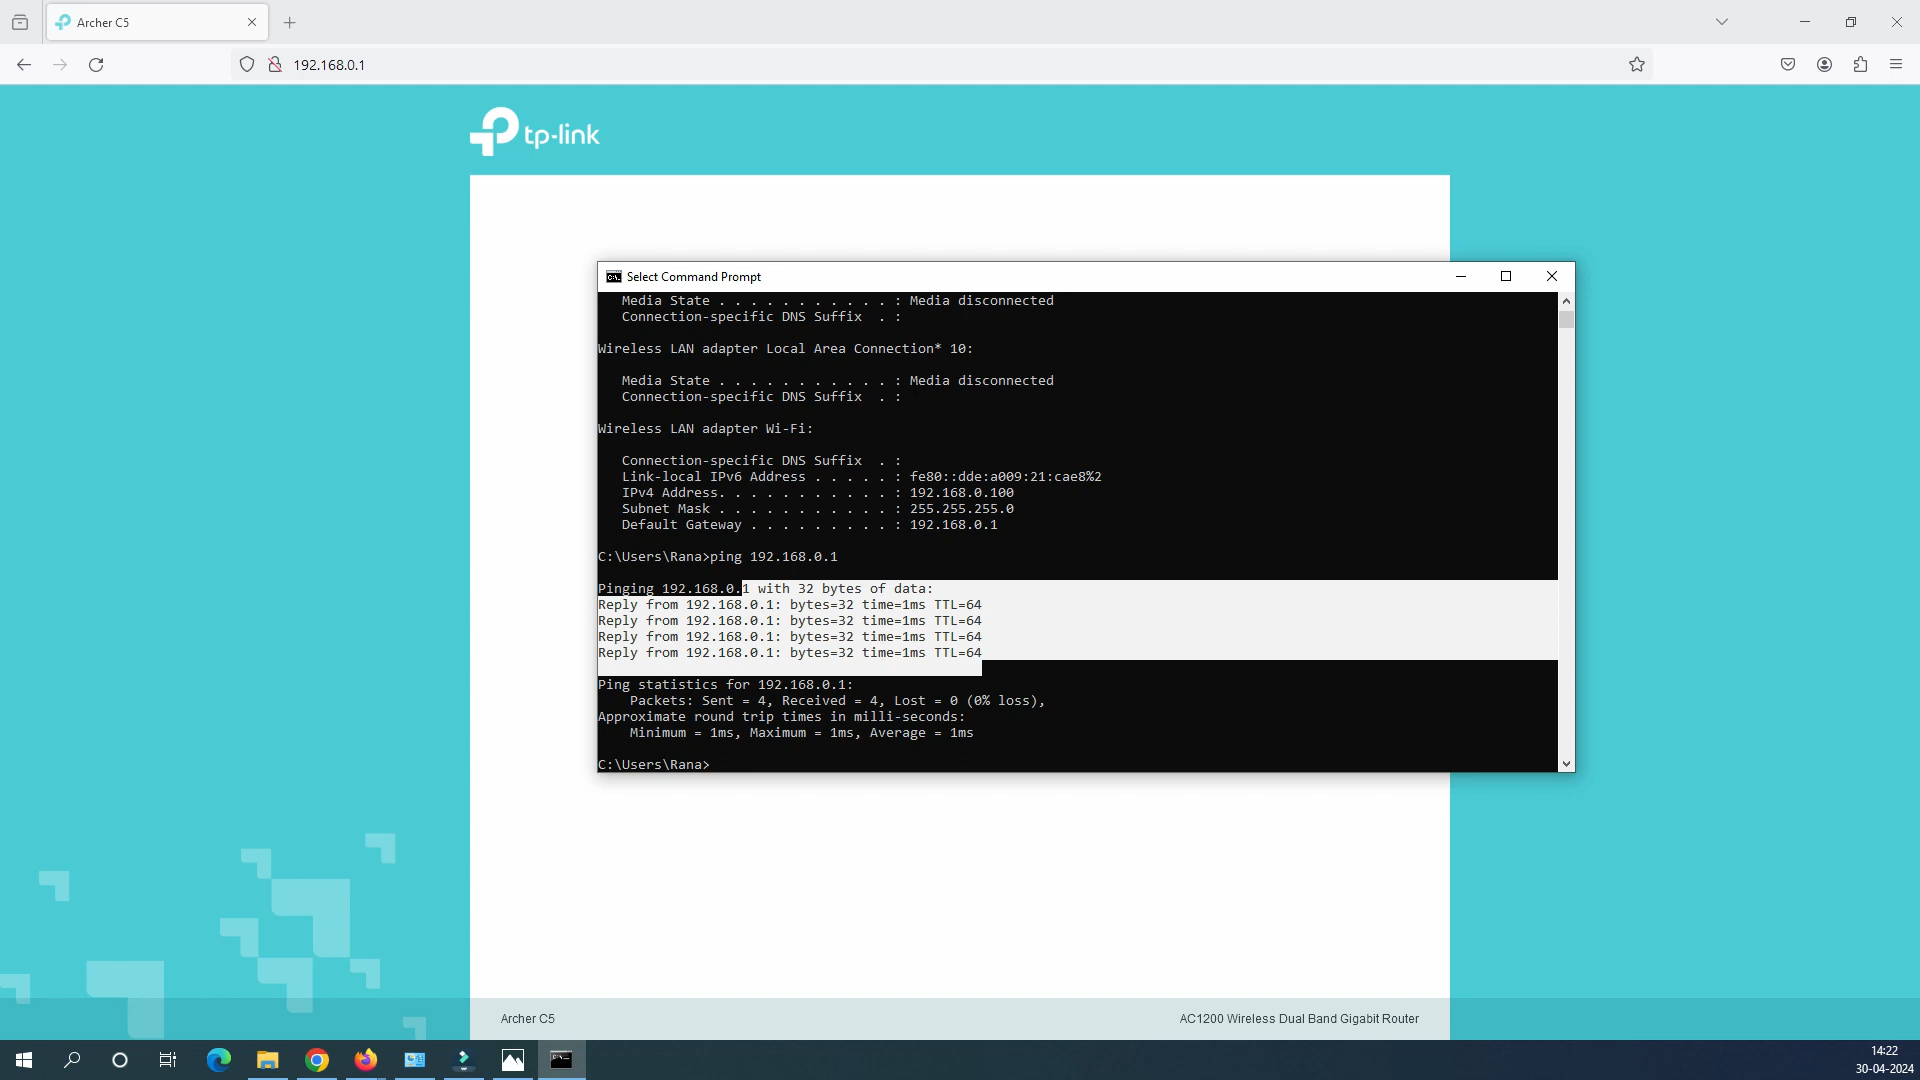 Archer C5
192.168.0.1
tp-link
Select Command Prompt
Media State . . . . . . . . . . . : Media disconnected
Connection-specific DNS Suffix  . :
Wireless LAN adapter Local Area Connection* 10:
Media State . . . . . . . . . . . : Media disconnected
Connection-specific DNS Suffix  . :
Wireless LAN adapter Wi-Fi:
Connection-specific DNS Suffix  . :
Link-local IPv6 Address . . . . . : fe80::dde:a009:21:cae8%2
IPv4 Address. . . . . . . . . . . : 192.168.0.100
Subnet Mask . . . . . . . . . . . : 255.255.255.0
Default Gateway . . . . . . . . . : 192.168.0.1
C:\Users\Rana>ping 192.168.0.1
Pinging 192.168.0.1 with 32 bytes of data:
Reply from 192.168.0.1: bytes=32 time=1ms TTL=64
Reply from 192.168.0.1: bytes=32 time=1ms TTL=64
Reply from 192.168.0.1: bytes=32 time=1ms TTL=64
Reply from 192.168.0.1: bytes=32 time=1ms TTL=64
Ping statistics for 192.168.0.1:
Packets: Sent = 4, Received = 4, Lost = 0 (0% loss),
Approximate round trip times in milli-seconds:
Minimum = 1ms, Maximum = 1ms, Average = 1ms
C:\Users\Rana>
Archer C5
AC1200 Wireless Dual Band Gigabit Router
14:22
30-04-2024